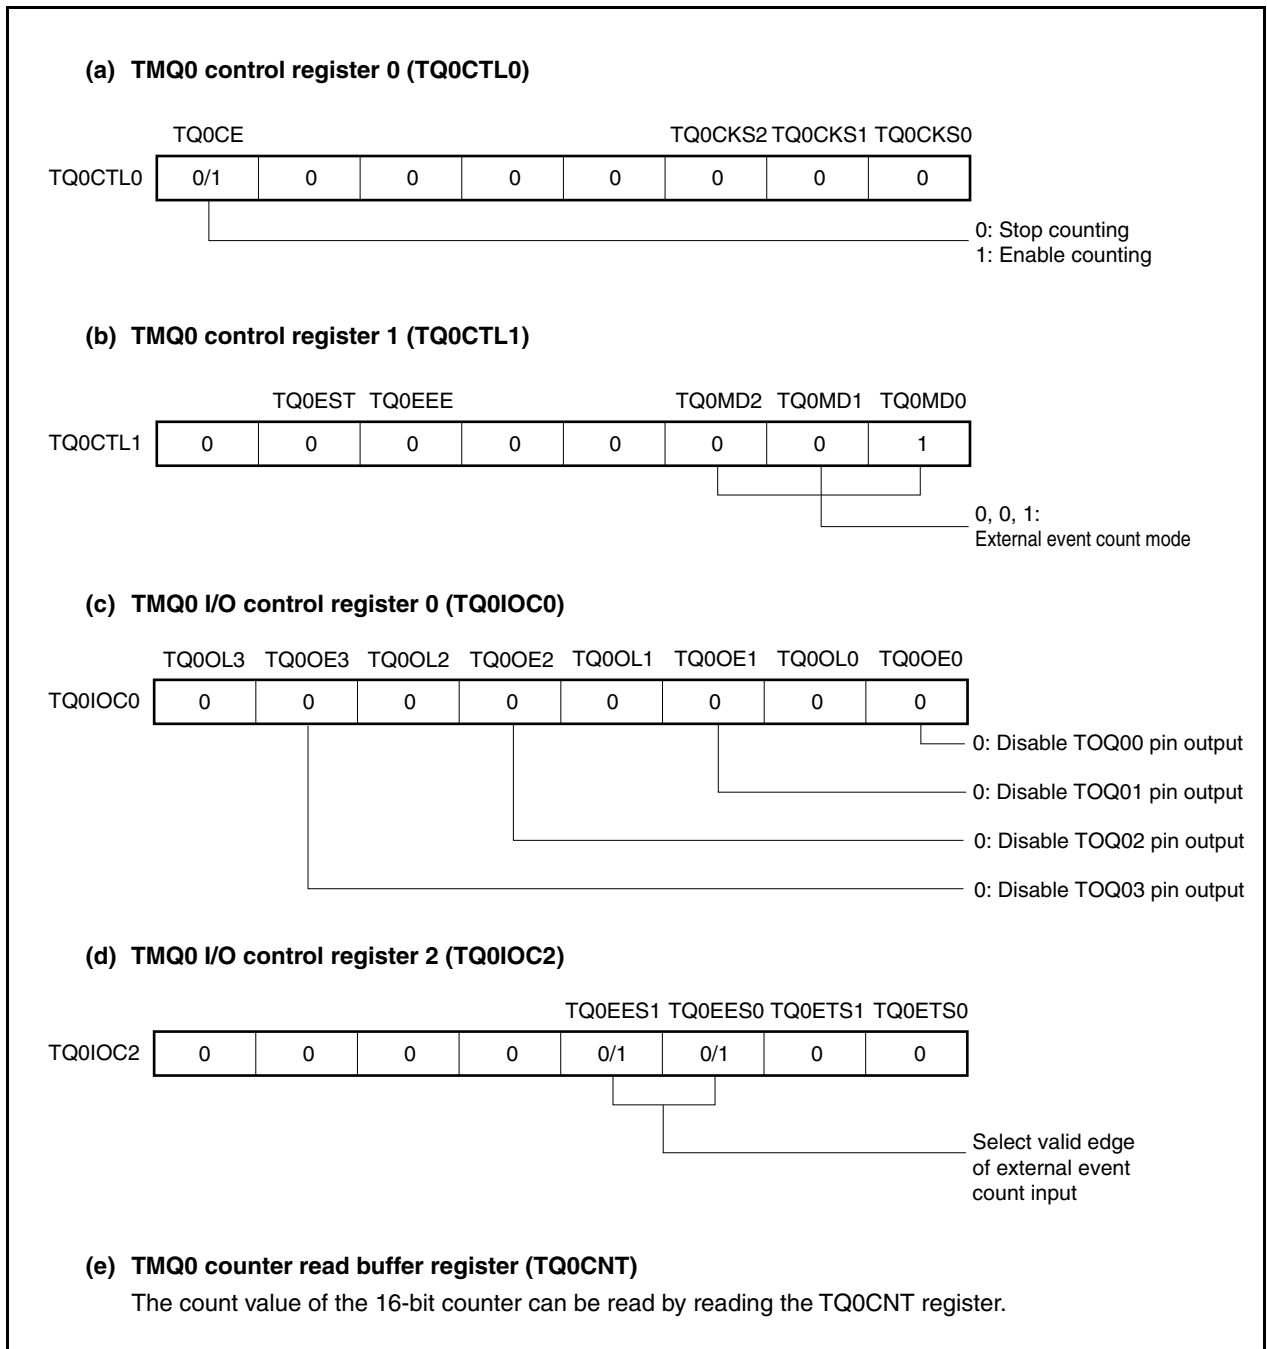 (a) TMQ0 control register 0 (TQ0CTL0)
TQ0CE TQ0CKS2 TQ0CKS1 TQ0CKS0
TQ0CTL0 0/1 0 0 0 0 0 0 0
0: Stop counting
1: Enable counting
(b) TMQ0 control register 1 (TQ0CTL1)
TQ0EST TQ0EEE TQ0MD2 TQ0MD1 TQ0MD0
TQ0CTL1 0 0 0 0 0 0 0 1
0, 0, 1:
External event count mode
(c) TMQ0 I/O control register 0 (TQ0IOC0)
TQ0OL3 TQ0OE3 TQ0OL2 TQ0OE2 TQ0OL1 TQ0OE1 TQ0OL0 TQ0OE0
TQ0IOC0 0 0 0 0 0 0 0 0
0: Disable TOQ00 pin output
0: Disable TOQ01 pin output
0: Disable TOQ02 pin output
0: Disable TOQ03 pin output
(d) TMQ0 I/O control register 2 (TQ0IOC2)
TQ0EES1 TQ0EES0 TQ0ETS1 TQ0ETS0
TQ0IOC2 0 0 0 0 0/1 0/1 0 0
Select valid edge
of external event
count input
(e) TMQ0 counter read buffer register (TQ0CNT)
The count value of the 16-bit counter can be read by reading the TQ0CNT register.